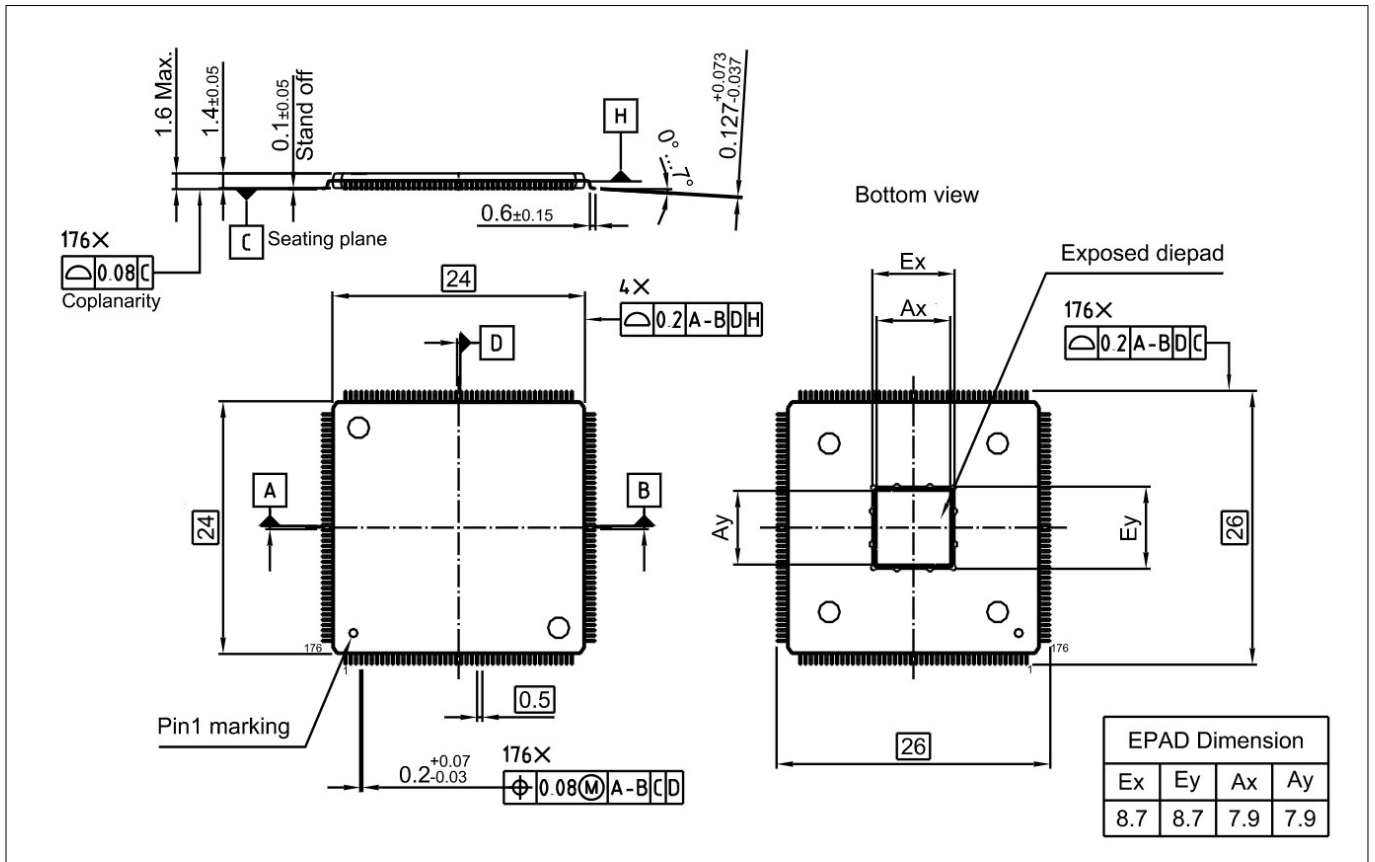 1.6 Max.
1.4±0.05
0.1±0.05
Stand off
H
0°...7°
0.127 +0.073 -0.037
0.6±0.15
C Seating plane
176×
0.08 C
Coplanarity
24
4×
0.2 A-B D H
D
A
B
24
176
1
Pin1 marking
0.5
0.2 +0.07 -0.03
176×
0.08 Ⓜ A-B C D
Bottom view
Exposed diepad
Ex
Ax
176×
0.2 A-B D C
Ay
Ey
26
176
1
26
EPAD Dimension
Ex Ey Ax Ay
8.7 8.7 7.9 7.9